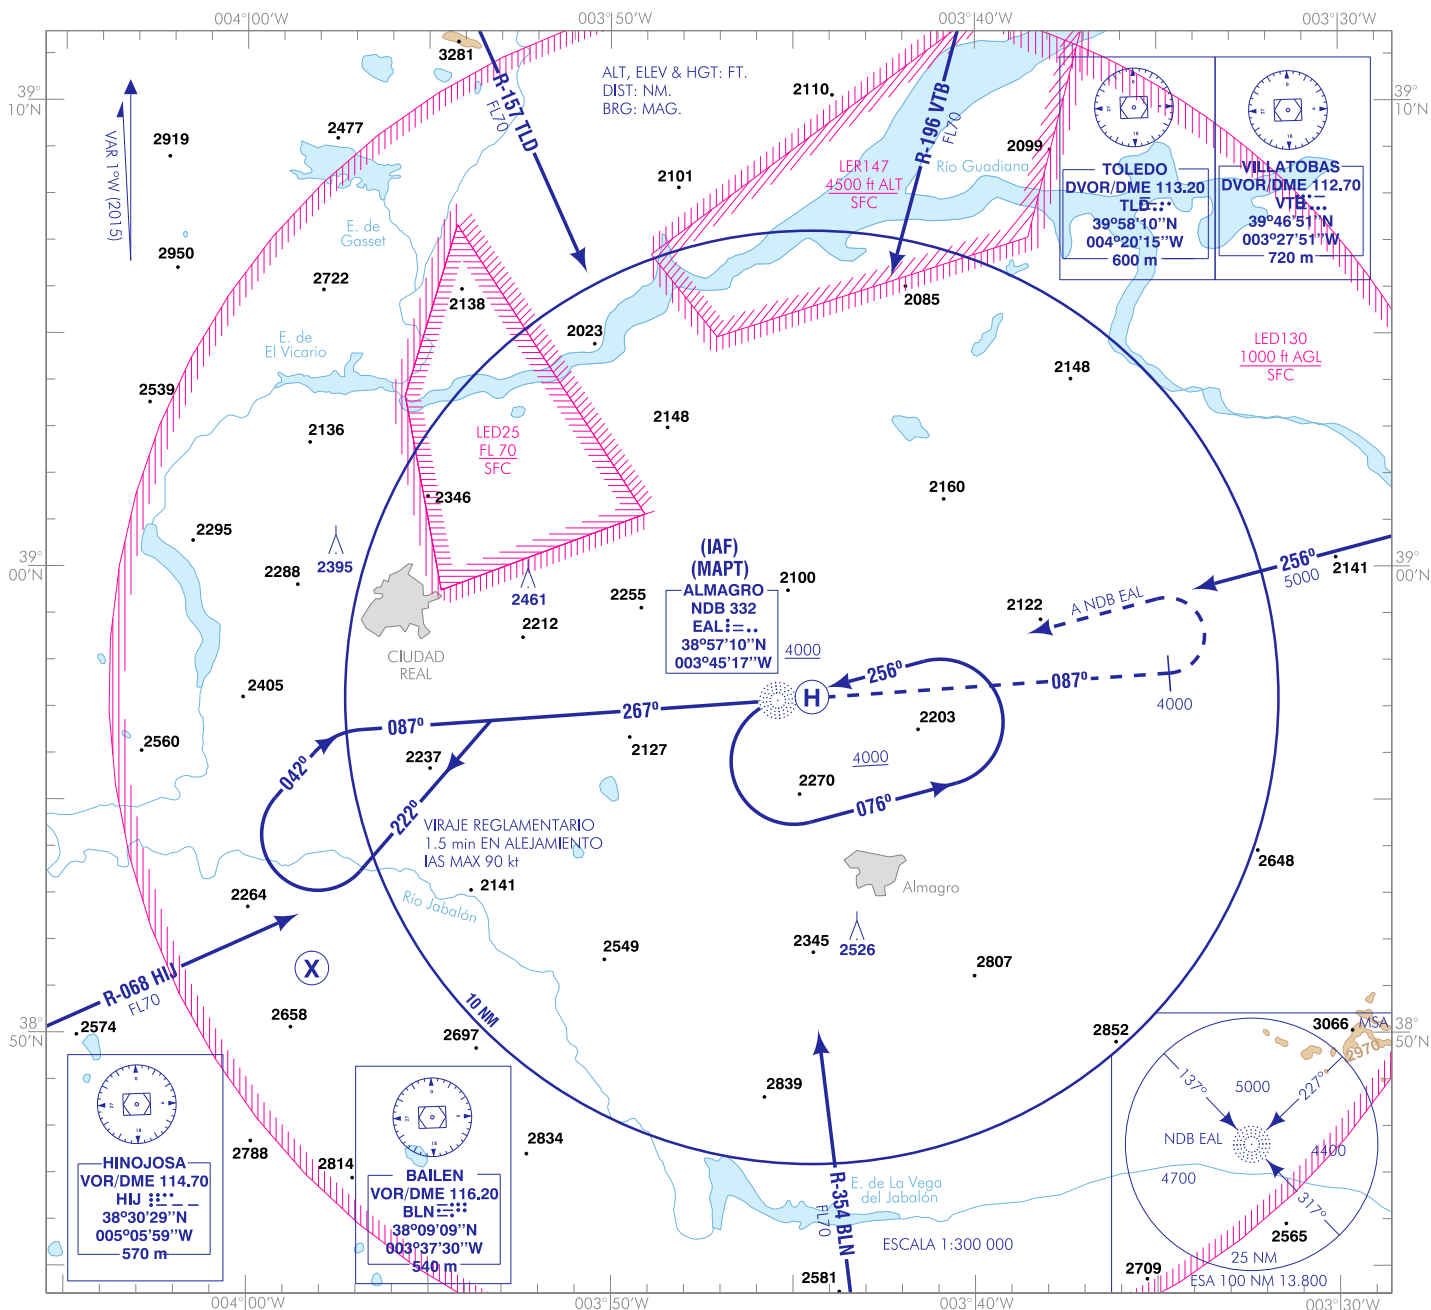 004°00'W
003°50'W
003°40'W
003°30'W
39°
10'N
39°
10'N
VAR 1°W (2015)
3281
2919
2477
2950
2722
E. de
Gasset
R-157 TLD
FL70
ALT, ELEV & HGT: FT.
DIST: NM.
BRG: MAG.
2110
2101
LER147
4500 ft ALT
SFC
R-196 VTB
FL70
Río Guadiana
2099
TOLEDO
DVOR/DME 113.20
TLD
39°58'10''N
004°20'15''W
600 m
VILLATOBAS
DVOR/DME 112.70
VTB
39°46'51''N
003°27'51''W
720 m
2138
2085
2023
E. de
El Vicario
LED130
1000 ft AGL
SFC
2539
2148
2136
2148
LED25
FL 70
SFC
2346
2160
2295
2395
2288
2461
2212
2255
2100
39°
00'N
39°
00'N
256°
5000
2141
(IAF)
(MAPT)
ALMAGRO
NDB 332
EAL
38°57'10''N
003°45'17''W
4000
2122
A NDB EAL
CIUDAD
REAL
2405
256°
087°
4000
H
267°
087°
2560
042°
2237
222°
2127
2203
4000
2270
076°
VIRAJE REGLAMENTARIO
1.5 min EN ALEJAMIENTO
IAS MAX 90 kt
2648
2264
2141
Río Jabalón
Almagro
R-068 HIJ
FL70
X
2549
2345
2526
2807
10 NM
2574
2658
2697
2852
3066
MSA
2970
38°
50'N
38°
50'N
2839
2834
2788
2814
HINOJOSA
VOR/DME 114.70
HIJ
38°30'29''N
005°05'59''W
570 m
BAILEN
VOR/DME 116.20
BLN
38°09'09''N
003°37'30''W
540 m
R-354 BLN
FL70
E. de La Vega
del Jabalón
ESCALA 1:300 000
2581
137°
5000
227°
NDB EAL
4400
4700
317°
2565
25 NM
2709
ESA 100 NM 13.800
004°00'W
003°50'W
003°40'W
003°30'W